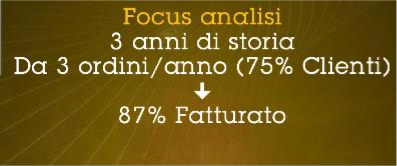 Focus analisi
3 anni di storia
Da 3 ordini/anno (75% Clienti)
87% Fatturato